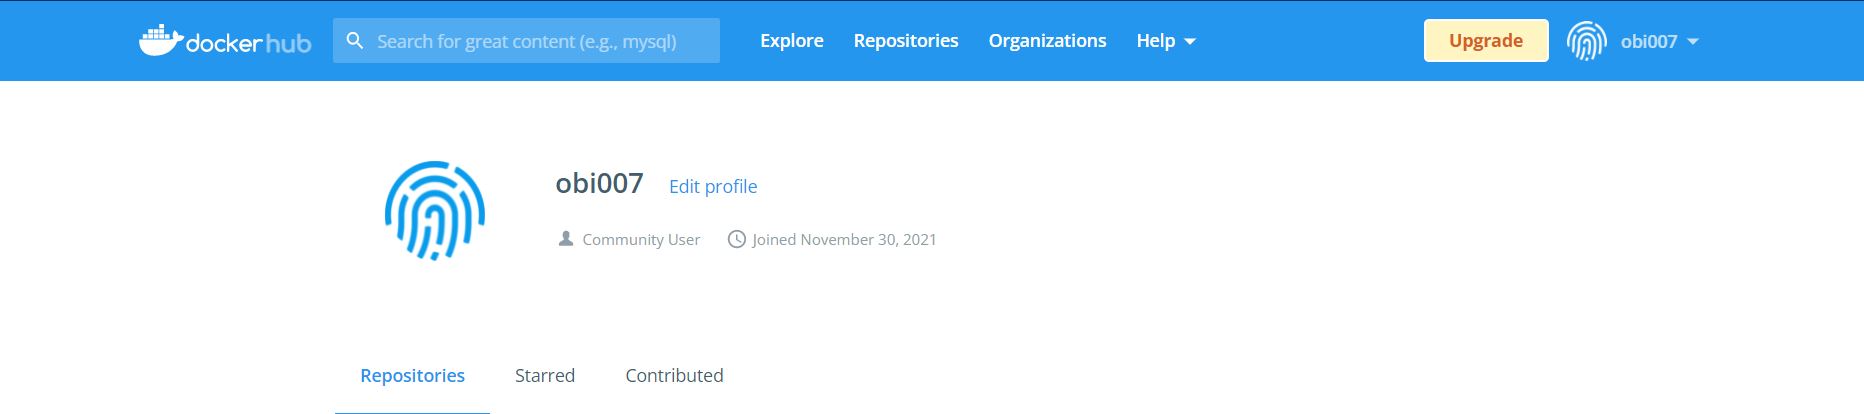 docker hub Search for great content (e.g., mysql) Explore Repositories Organizations Help Upgrade obi007
obi007 Edit profile
Community User Joined November 30, 2021
Repositories Starred Contributed